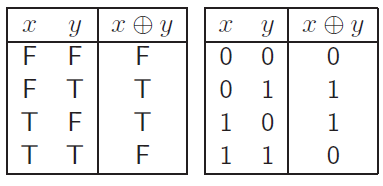 x y x ⊕ y
F F F
F T T
T F T
T T F
x y x ⊕ y
0 0 0
0 1 1
1 0 1
1 1 0